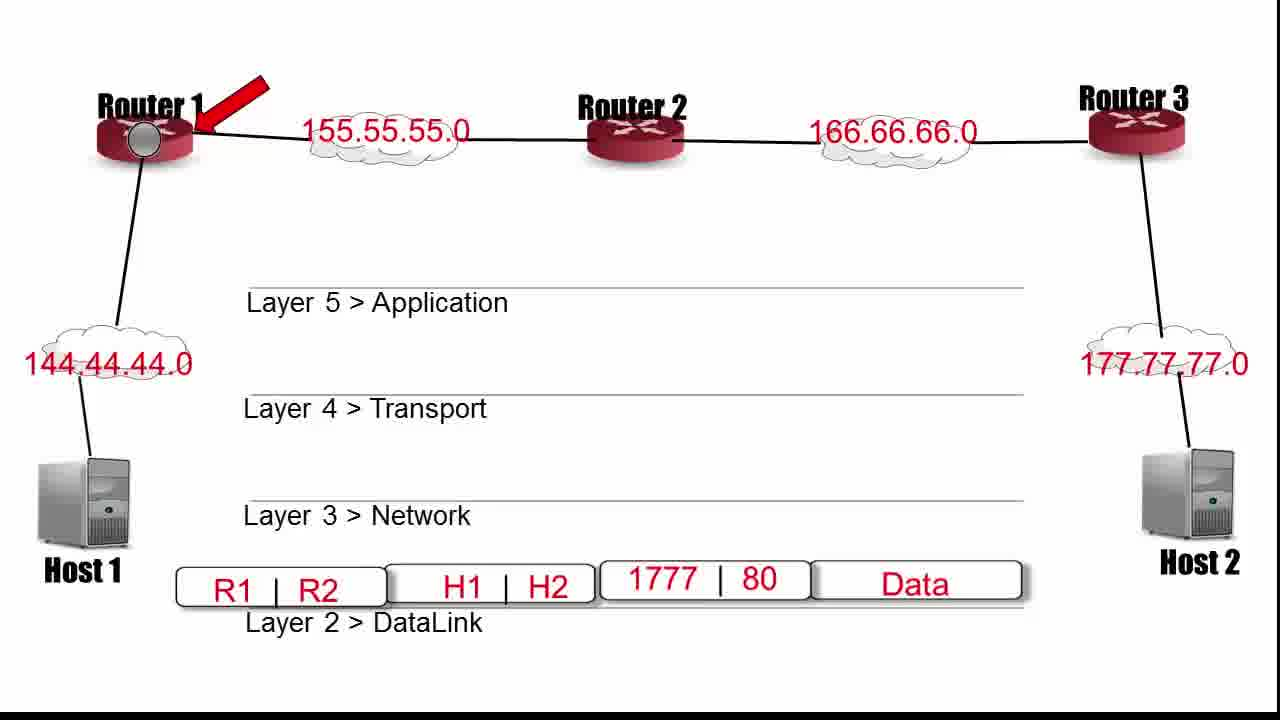 Router 1
Router 2
Router 3
155.55.55.0
166.66.66.0
Layer 5 > Application
144.44.44.0
177.77.77.0
Layer 4 > Transport
Layer 3 > Network
Host 1
Host 2
R1 | R2
H1 | H2
1777 | 80
Data
Layer 2 > DataLink